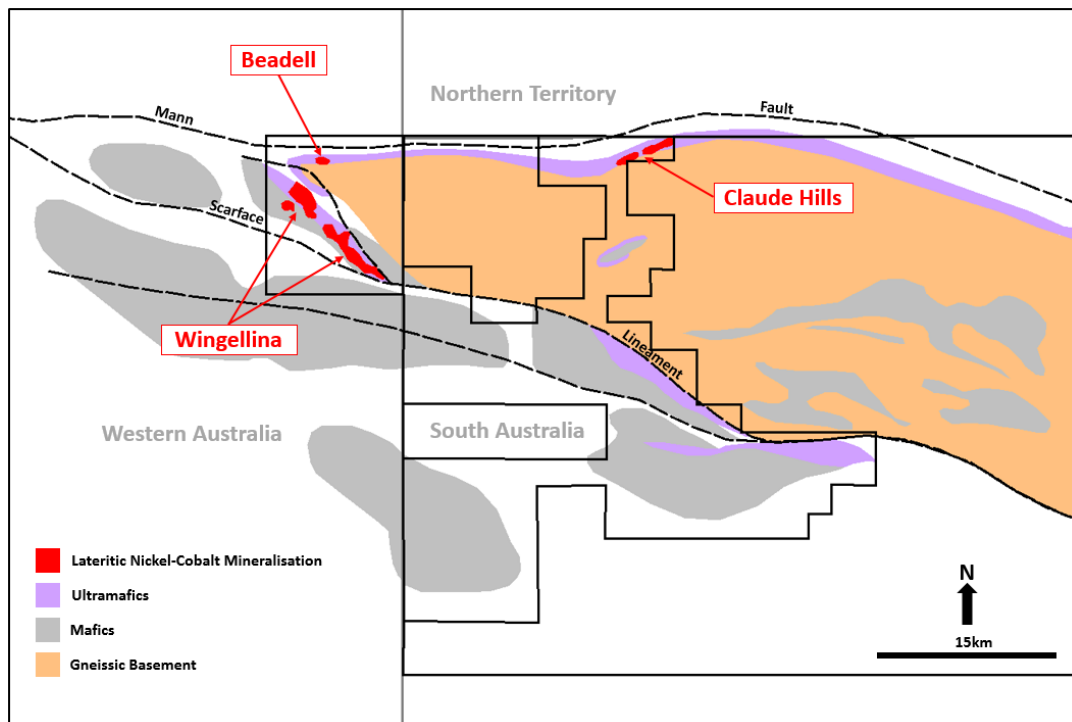 Beadell
Northern Territory
Mann
Fault
Claude Hills
Scarface
Wingellina
Lineament
Western Australia
South Australia
Lateritic Nickel-Cobalt Mineralisation
Ultramafics
Mafics
Gneissic Basement
N
15km